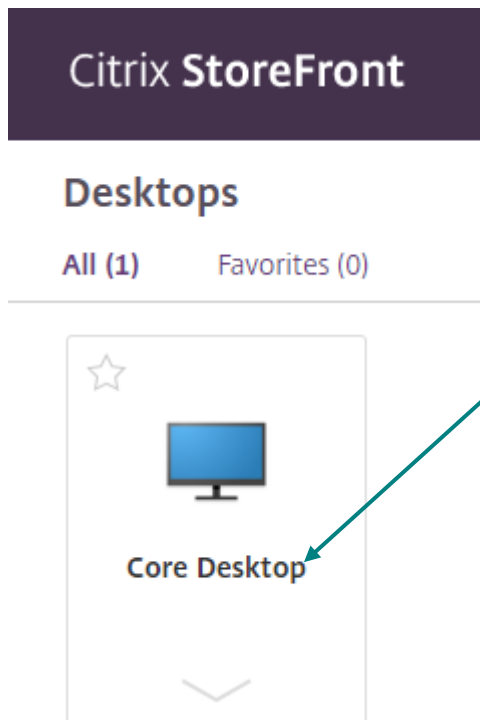 Citrix StoreFront
Desktops
All (1) Favorites (0)
Core Desktop